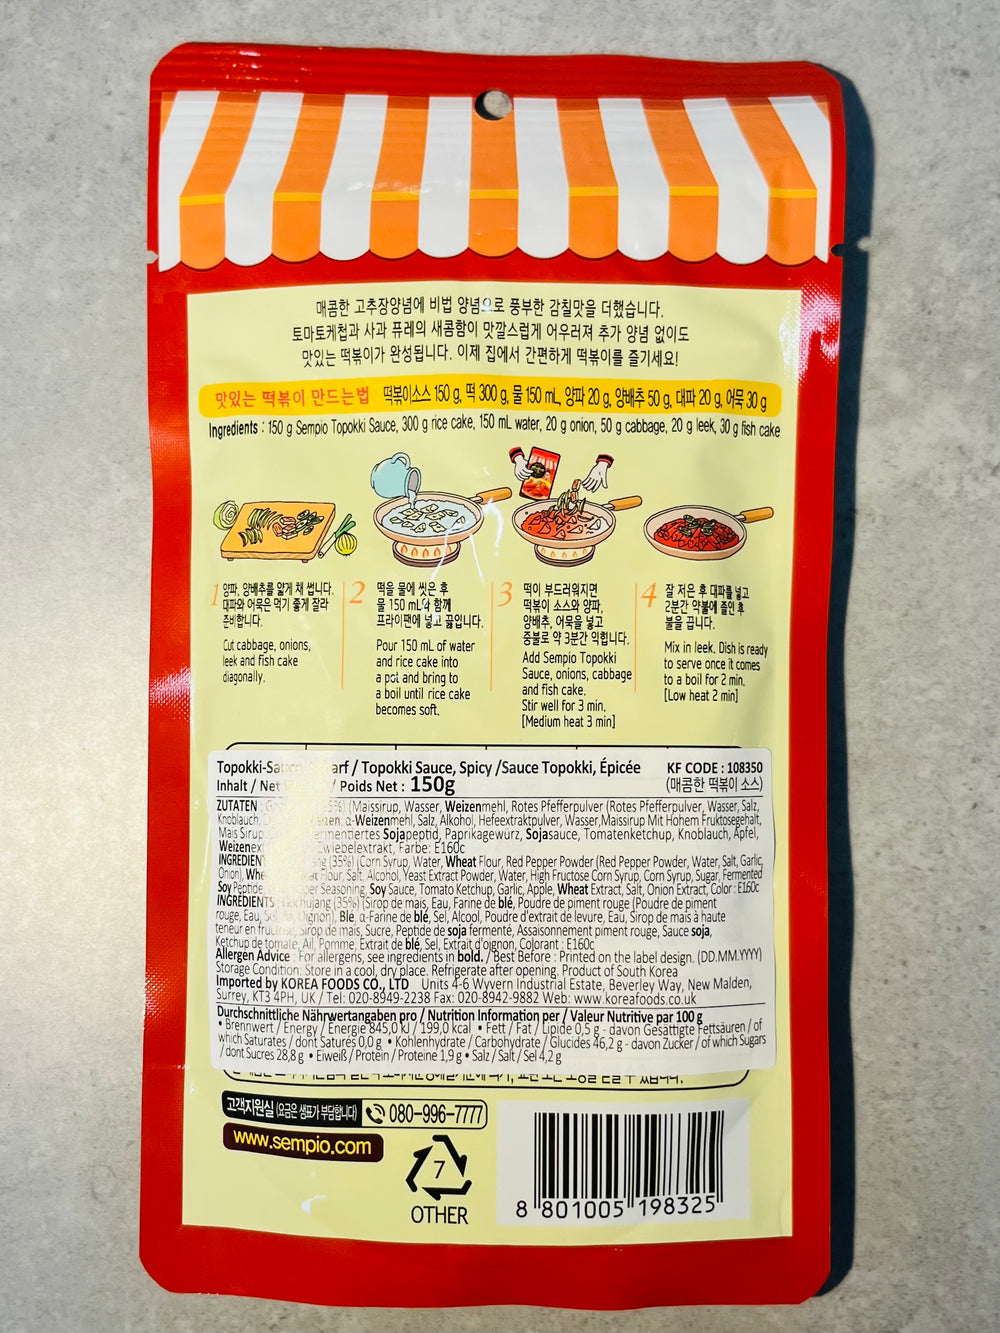 매콤한 고추장양념에 비법 양념으로 풍부한 감칠맛을 더했습니다.
토마토케첩과 사과 퓨레의 새콤함이 맛깔스럽게 어우러져 추가 양념 없이도
맛있는 떡볶이가 완성됩니다. 이제 집에서 간편하게 떡볶이를 즐기세요!
맛있는 떡볶이 만드는법 떡볶이소스 150 g, 떡 300 g, 물 150 mL, 양파 20 g, 양배추 50 g, 대파 20 g, 어묵 30 g
Ingredients : 150 g Sempio Topokki Sauce, 300 g rice cake, 150 mL water, 20 g onion, 50 g cabbage, 20 g leek, 30 g fish cake
1 양파, 양배추를 얇게 채 썹니다.
대파와 어묵은 먹기 좋게 잘라
준비합니다.
Cut cabbage, onions,
leek and fish cake
diagonally.
2 떡을 물에 씻은 후
물 150 mL와 함께
프라이팬에 넣고 끓입니다.
Pour 150 mL of water
and rice cake into
a pot and bring to
a boil until rice cake
becomes soft.
3 떡이 부드러워지면
떡볶이 소스와 양파,
양배추, 어묵을 넣고
중불로 약 3분간 익힙니다.
Add Sempio Topokki
Sauce, onions, cabbage
and fish cake.
Stir well for 3 min.
[Medium heat 3 min]
4 잘 저은 후 대파를 넣고
2분간 약불에 졸인 후
불을 끕니다.
Mix in leek. Dish is ready
to serve once it comes
to a boil for 2 min.
[Low heat 2 min]
Topokki-Sauce, Scharf / Topokki Sauce, Spicy /Sauce Topokki, Épicée KF CODE : 108350
Inhalt / Net / Poids Net : 150g (매콤한 떡볶이 소스)
ZUTATEN : (35%) (Maissirup, Wasser, Weizenmehl, Rotes Pfefferpulver (Rotes Pfefferpulver, Wasser, Salz,
Knoblauch, Weizen, α-Weizenmehl, Salz, Alkohol, Hefeextraktpulver, Wasser,Maissirup Mit Hohem Fruktosegehalt,
Mais Sirup, Fermentiertes Sojapeptid, Paprikagewürz, Sojasauce, Tomatenketchup, Knoblauch, Apfel,
Weizenex Zwiebelextrakt, Farbe: E160c
INGREDIEN (35%) (Corn Syrup, Water, Wheat Flour, Red Pepper Powder (Red Pepper Powder, Water, Salt, Garlic,
Onion), Whe Flour, Salt, Alcohol, Yeast Extract Powder, Water, High Fructose Corn Syrup, Corn Syrup, Sugar, Fermented
Soy Peptide, Pepper Seasoning, Soy Sauce, Tomato Ketchup, Garlic, Apple, Wheat Extract, Salt, Onion Extract, Color : E160c
INGRÉDIENTS : Gochujang (35%) (Sirop de mais, Eau, Farine de blé, Poudre de piment rouge (Poudre de piment
rouge, Eau, Sel, Ail, Oignon), Blé, α-Farine de blé, Sel, Alcool, Poudre d'extrait de levure, Eau, Sirop de mais à haute
teneur en fructose, Sirop de mais, Sucre, Peptide de soja fermenté, Assaisonnement piment rouge, Sauce soja,
Ketchup de tomate, Ail, Pomme, Extrait de blé, Sel, Extrait d'oignon, Colorant : E160c
Allergen Advice : For allergens, see ingredients in bold. / Best Before : Printed on the label design. (DD.MM.YYYY)
Storage Condition: Store in a cool, dry place. Refrigerate after opening. Product of South Korea
Imported by KOREA FOODS CO., LTD Units 4-6 Wyvern Industrial Estate, Beverley Way, New Malden,
Surrey, KT3 4PH, UK / Tel: 020-8949-2238 Fax: 020-8942-9882 Web: www.koreafoods.co.uk
Durchschnittliche Nährwertangaben pro / Nutrition Information per / Valeur Nutritive par 100 g
• Brennwert / Energy / Energie 845,0 kJ / 199,0 kcal • Fett / Fat / Lipide 0,5 g - davon Gesättigte Fettsäuren / of
which Saturates / dont Saturés 0,0 g • Kohlenhydrate / Carbohydrate / Glucides 46,2 g - davon Zucker / of which Sugars
/ dont Sucres 28,8 g • Eiweiß / Protein / Proteine 1,9 g • Salz / Salt / Sel 4,2 g
고객지원실 (요금은 샘표가 부담합니다) 080-996-7777
www.sempio.com
7
OTHER
8 801005 198325